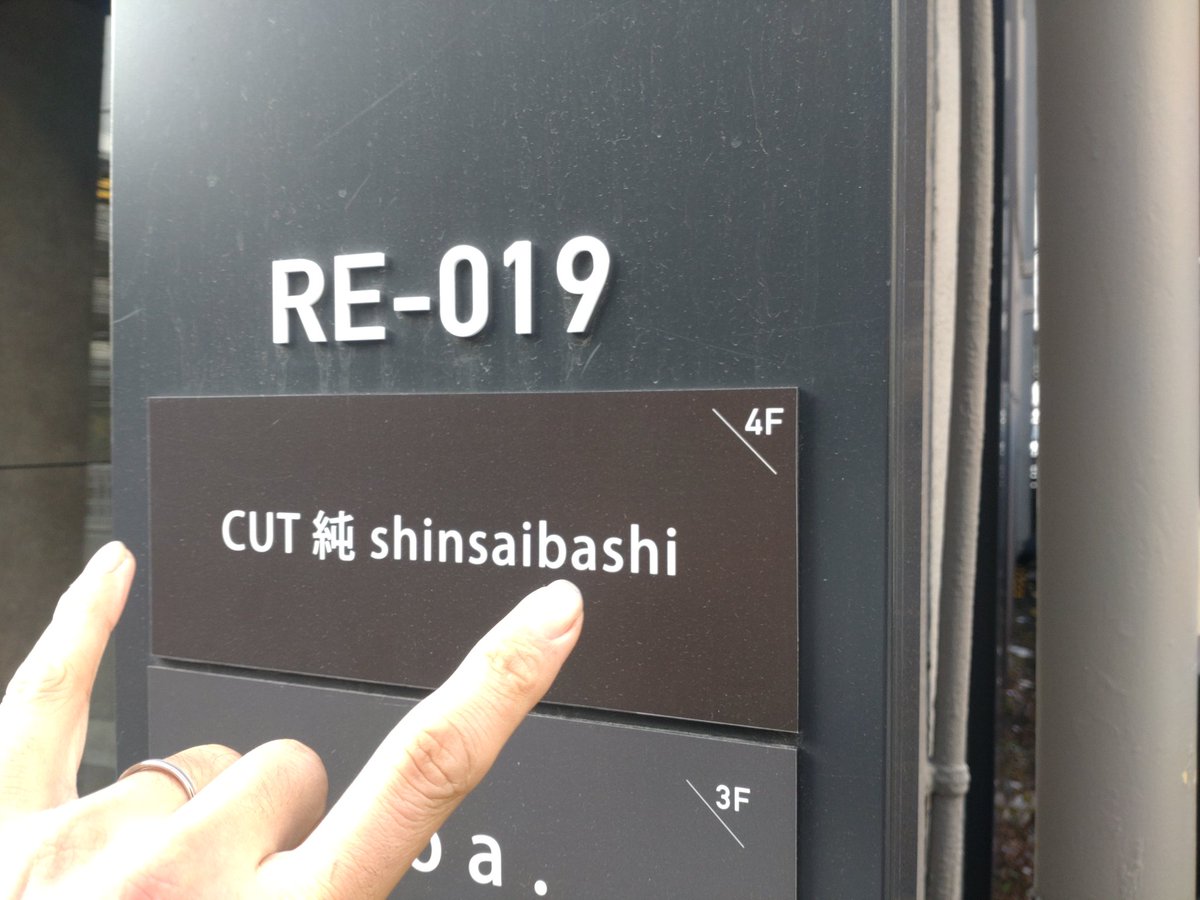 RE-019
4F
CUT 純 shinsaibashi
3F
a.